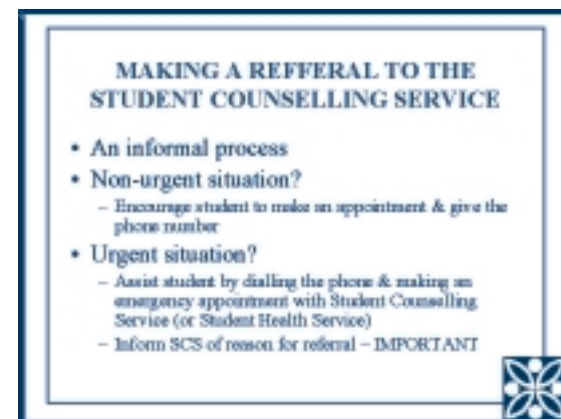 MAKING A REFFERAL TO THE
STUDENT COUNSELLING SERVICE
• An informal process
• Non-urgent situation?
– Encourage student to make an appointment & give the
phone number
• Urgent situation?
– Assist student by dialling the phone & making an
emergency appointment with Student Counselling
Service (or Student Health Service)
– Inform SCS of reason for referral – IMPORTANT